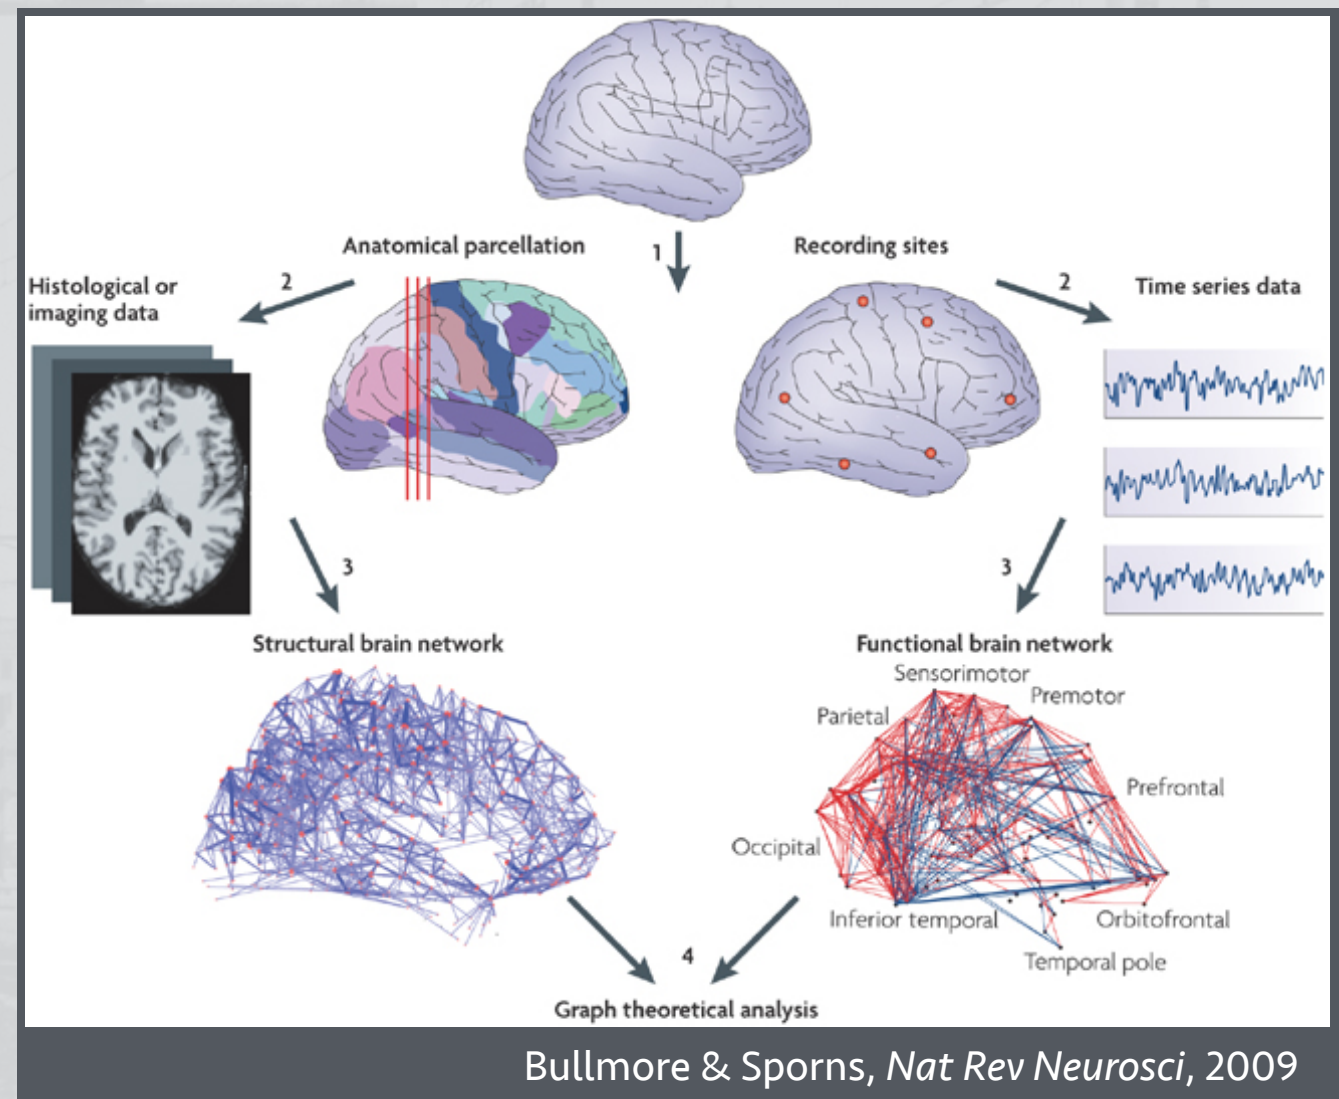 Anatomical parcellation
1
Recording sites
Histological or
imaging data
2
2
Time series data
3
3
Structural brain network
Functional brain network
Sensorimotor
Premotor
Parietal
Prefrontal
Occipital
Inferior temporal
Orbitofrontal
Temporal pole
4
Graph theoretical analysis
Bullmore & Sporns, Nat Rev Neurosci, 2009